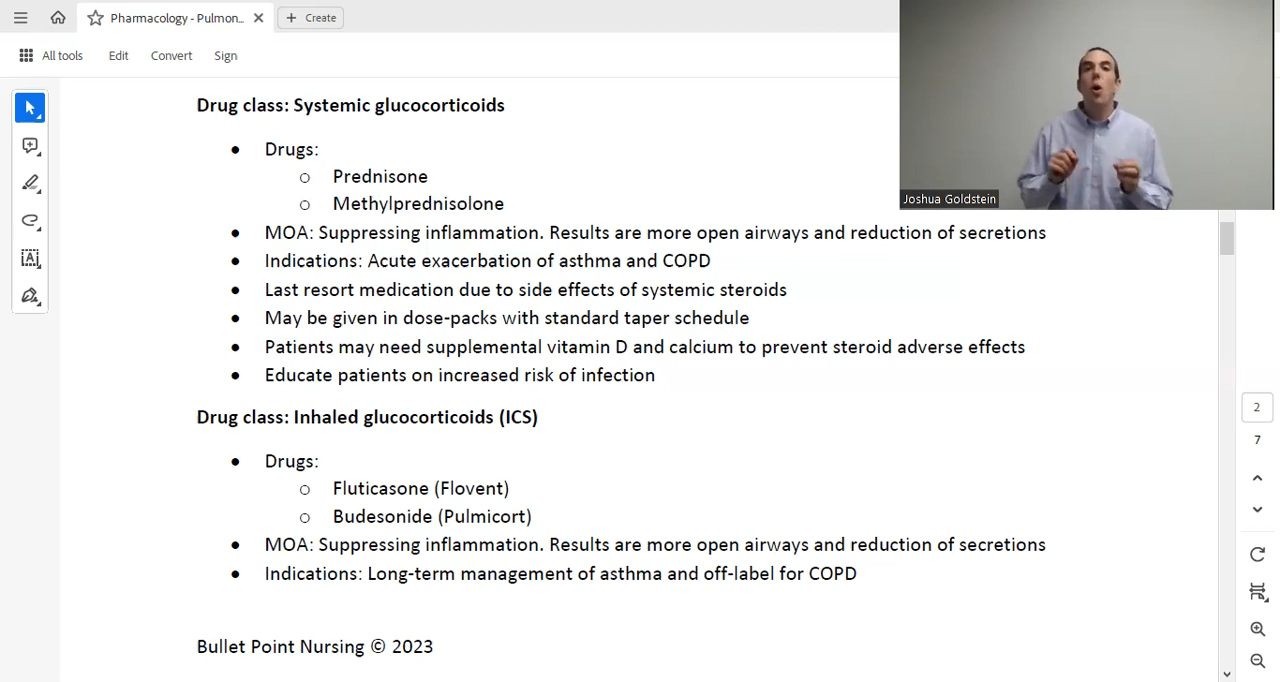 Pharmacology - Pulmon...
Create
All tools Edit Convert Sign
Joshua Goldstein
Drug class: Systemic glucocorticoids
Drugs:
Prednisone
Methylprednisolone
MOA: Suppressing inflammation. Results are more open airways and reduction of secretions
Indications: Acute exacerbation of asthma and COPD
Last resort medication due to side effects of systemic steroids
May be given in dose-packs with standard taper schedule
Patients may need supplemental vitamin D and calcium to prevent steroid adverse effects
Educate patients on increased risk of infection
Drug class: Inhaled glucocorticoids (ICS)
Drugs:
Fluticasone (Flovent)
Budesonide (Pulmicort)
MOA: Suppressing inflammation. Results are more open airways and reduction of secretions
Indications: Long-term management of asthma and off-label for COPD
Bullet Point Nursing © 2023
2
7